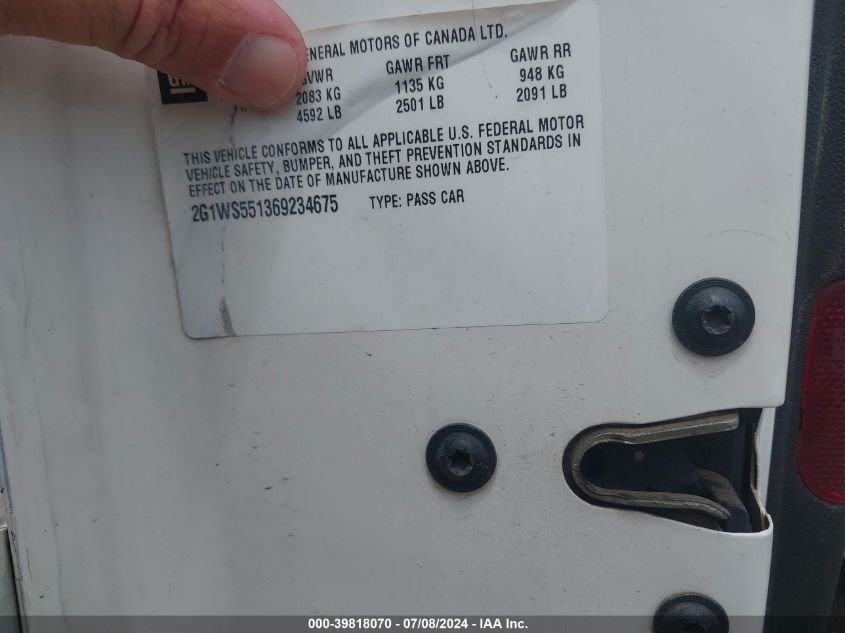 GENERAL MOTORS OF CANADA LTD.
GVWR GAWR FRT GAWR RR
2083 KG 1135 KG 948 KG
4592 LB 2501 LB 2091 LB
THIS VEHICLE CONFORMS TO ALL APPLICABLE U.S. FEDERAL MOTOR
VEHICLE SAFETY, BUMPER, AND THEFT PREVENTION STANDARDS IN
EFFECT ON THE DATE OF MANUFACTURE SHOWN ABOVE.
2G1WS551369234675 TYPE: PASS CAR
000-39818070 - 07/08/2024 - IAA Inc.